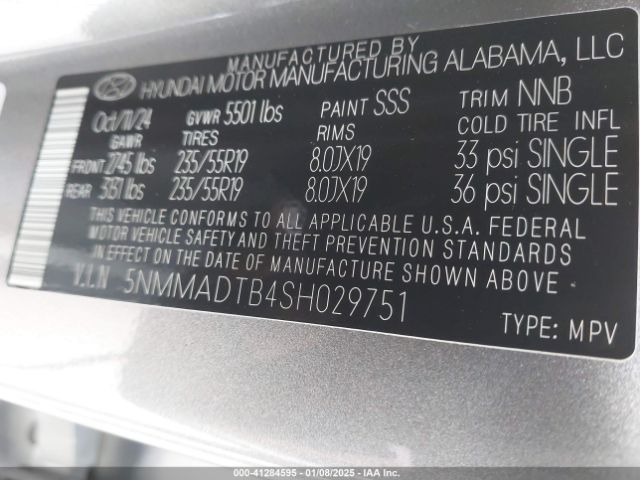 MANUFACTURED BY
HYUNDAI MOTOR MANUFACTURING ALABAMA, LLC
Oct/11/24 GVWR 5501 lbs PAINT SSS TRIM NNB
GAWR TIRES RIMS COLD TIRE INFL
FRONT 2745 lbs 235/55R19 8.0JX19 33 psi SINGLE
REAR 3131 lbs 235/55R19 8.0JX19 36 psi SINGLE
THIS VEHICLE CONFORMS TO ALL APPLICABLE U.S.A. FEDERAL
MOTOR VEHICLE SAFETY AND THEFT PREVENTION STANDARDS
IN EFFECT ON THE DATE OF MANUFACTURE SHOWN ABOVE.
V.I.N 5NMMADTB4SH029751
TYPE: MPV
000-41284595 - 01/08/2025 - IAA Inc.